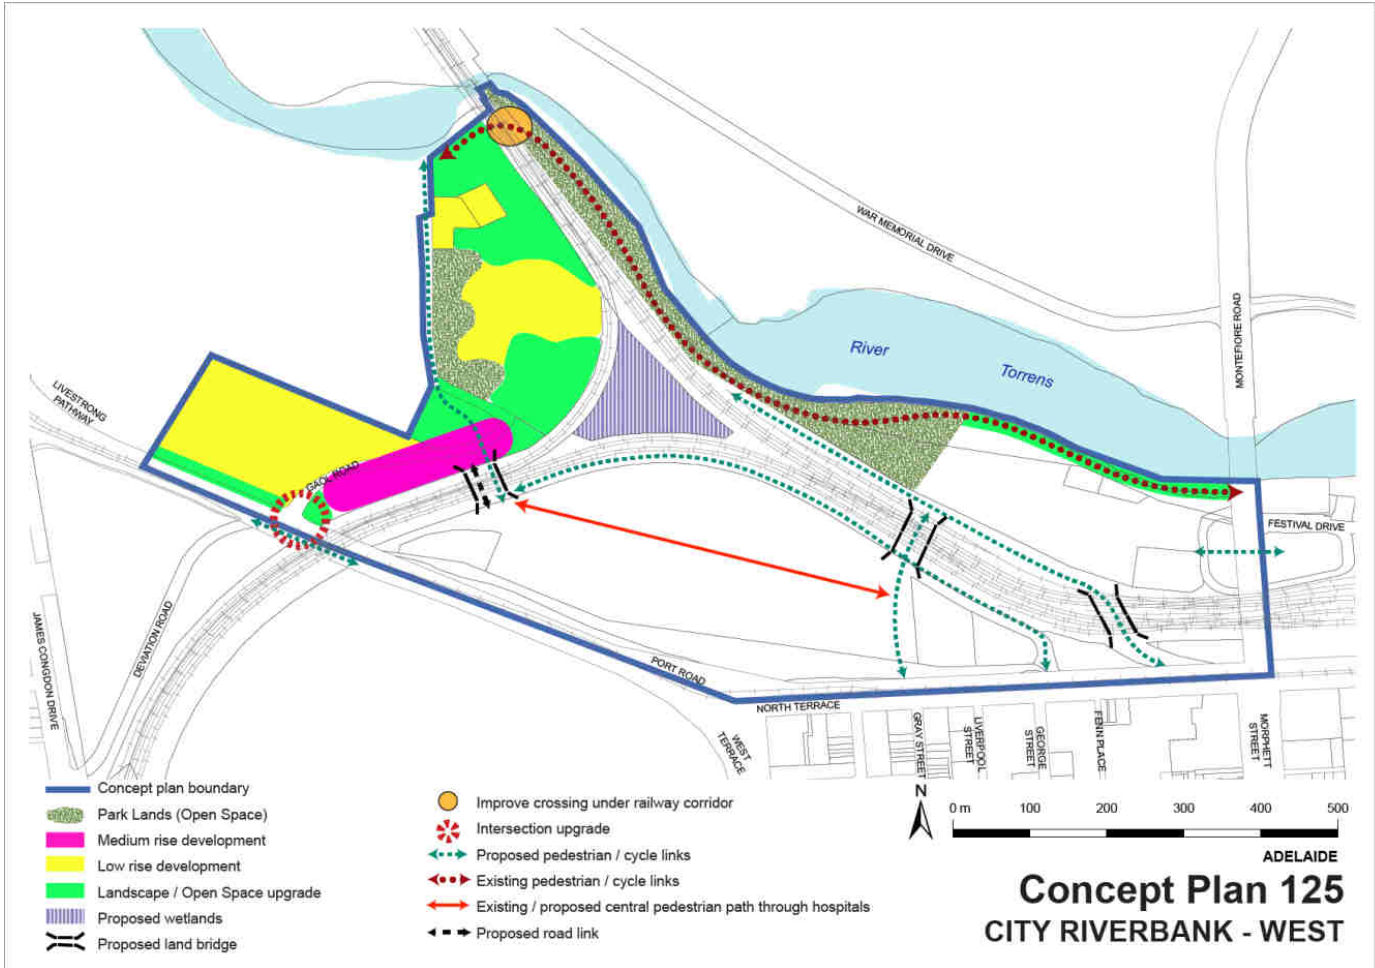 WAR MEMORIAL DRIVE
MONTEFIORE ROAD
River
Torrens
LIVESTRONG
PATHWAY
GAOL ROAD
FESTIVAL DRIVE
JAMES CONGDON DRIVE
DEVIATION ROAD
PORT ROAD
NORTH TERRACE
WEST
TERRACE
GRAY STREET
LIVERPOOL
STREET
GEORGE
STREET
FENN PLACE
MORPHETT
STREET
Concept plan boundary
Park Lands (Open Space)
Medium rise development
Low rise development
Landscape / Open Space upgrade
Proposed wetlands
Proposed land bridge
Improve crossing under railway corridor
Intersection upgrade
Proposed pedestrian / cycle links
Existing pedestrian / cycle links
Existing / proposed central pedestrian path through hospitals
Proposed road link
N
0 m 100 200 300 400 500
ADELAIDE
Concept Plan 125
CITY RIVERBANK - WEST